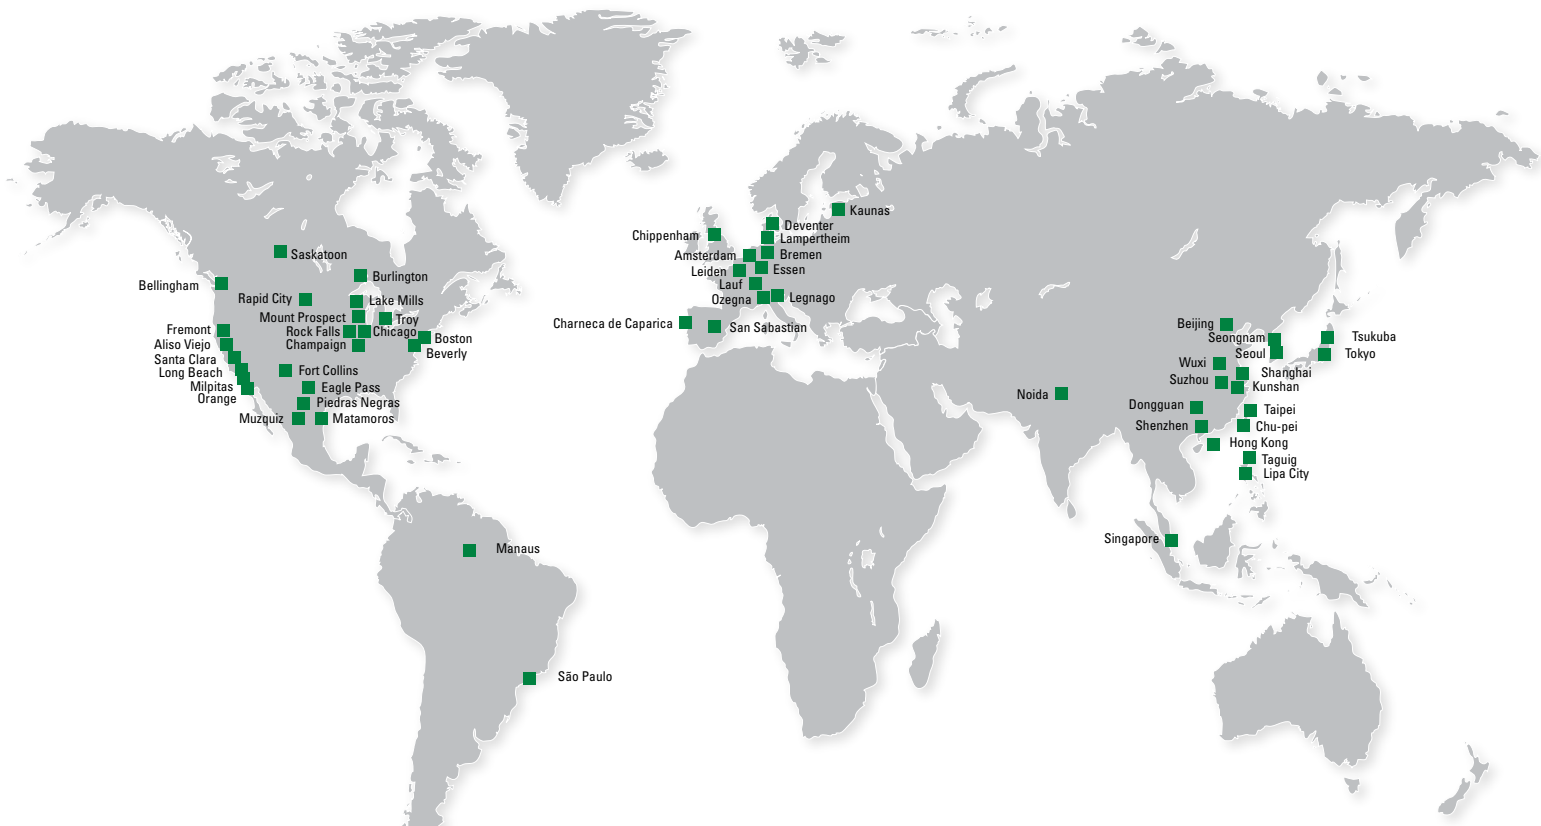 Saskatoon
Burlington
Bellingham
Rapid City
Lake Mills
Mount Prospect
Troy
Fremont
Rock Falls
Chicago
Boston
Aliso Viejo
Champaign
Beverly
Santa Clara
Long Beach
Fort Collins
Milpitas
Eagle Pass
Orange
Piedras Negras
Muzquiz
Matamoros
Manaus
São Paulo
Kaunas
Chippenham
Deventer
Lampertheim
Amsterdam
Bremen
Leiden
Essen
Lauf
Ozegna
Legnago
Charneca de Caparica
San Sabastian
Beijing
Seongnam
Tsukuba
Seoul
Tokyo
Wuxi
Shanghai
Suzhou
Kunshan
Noida
Dongguan
Taipei
Shenzhen
Chu-pei
Hong Kong
Taguig
Lipa City
Singapore